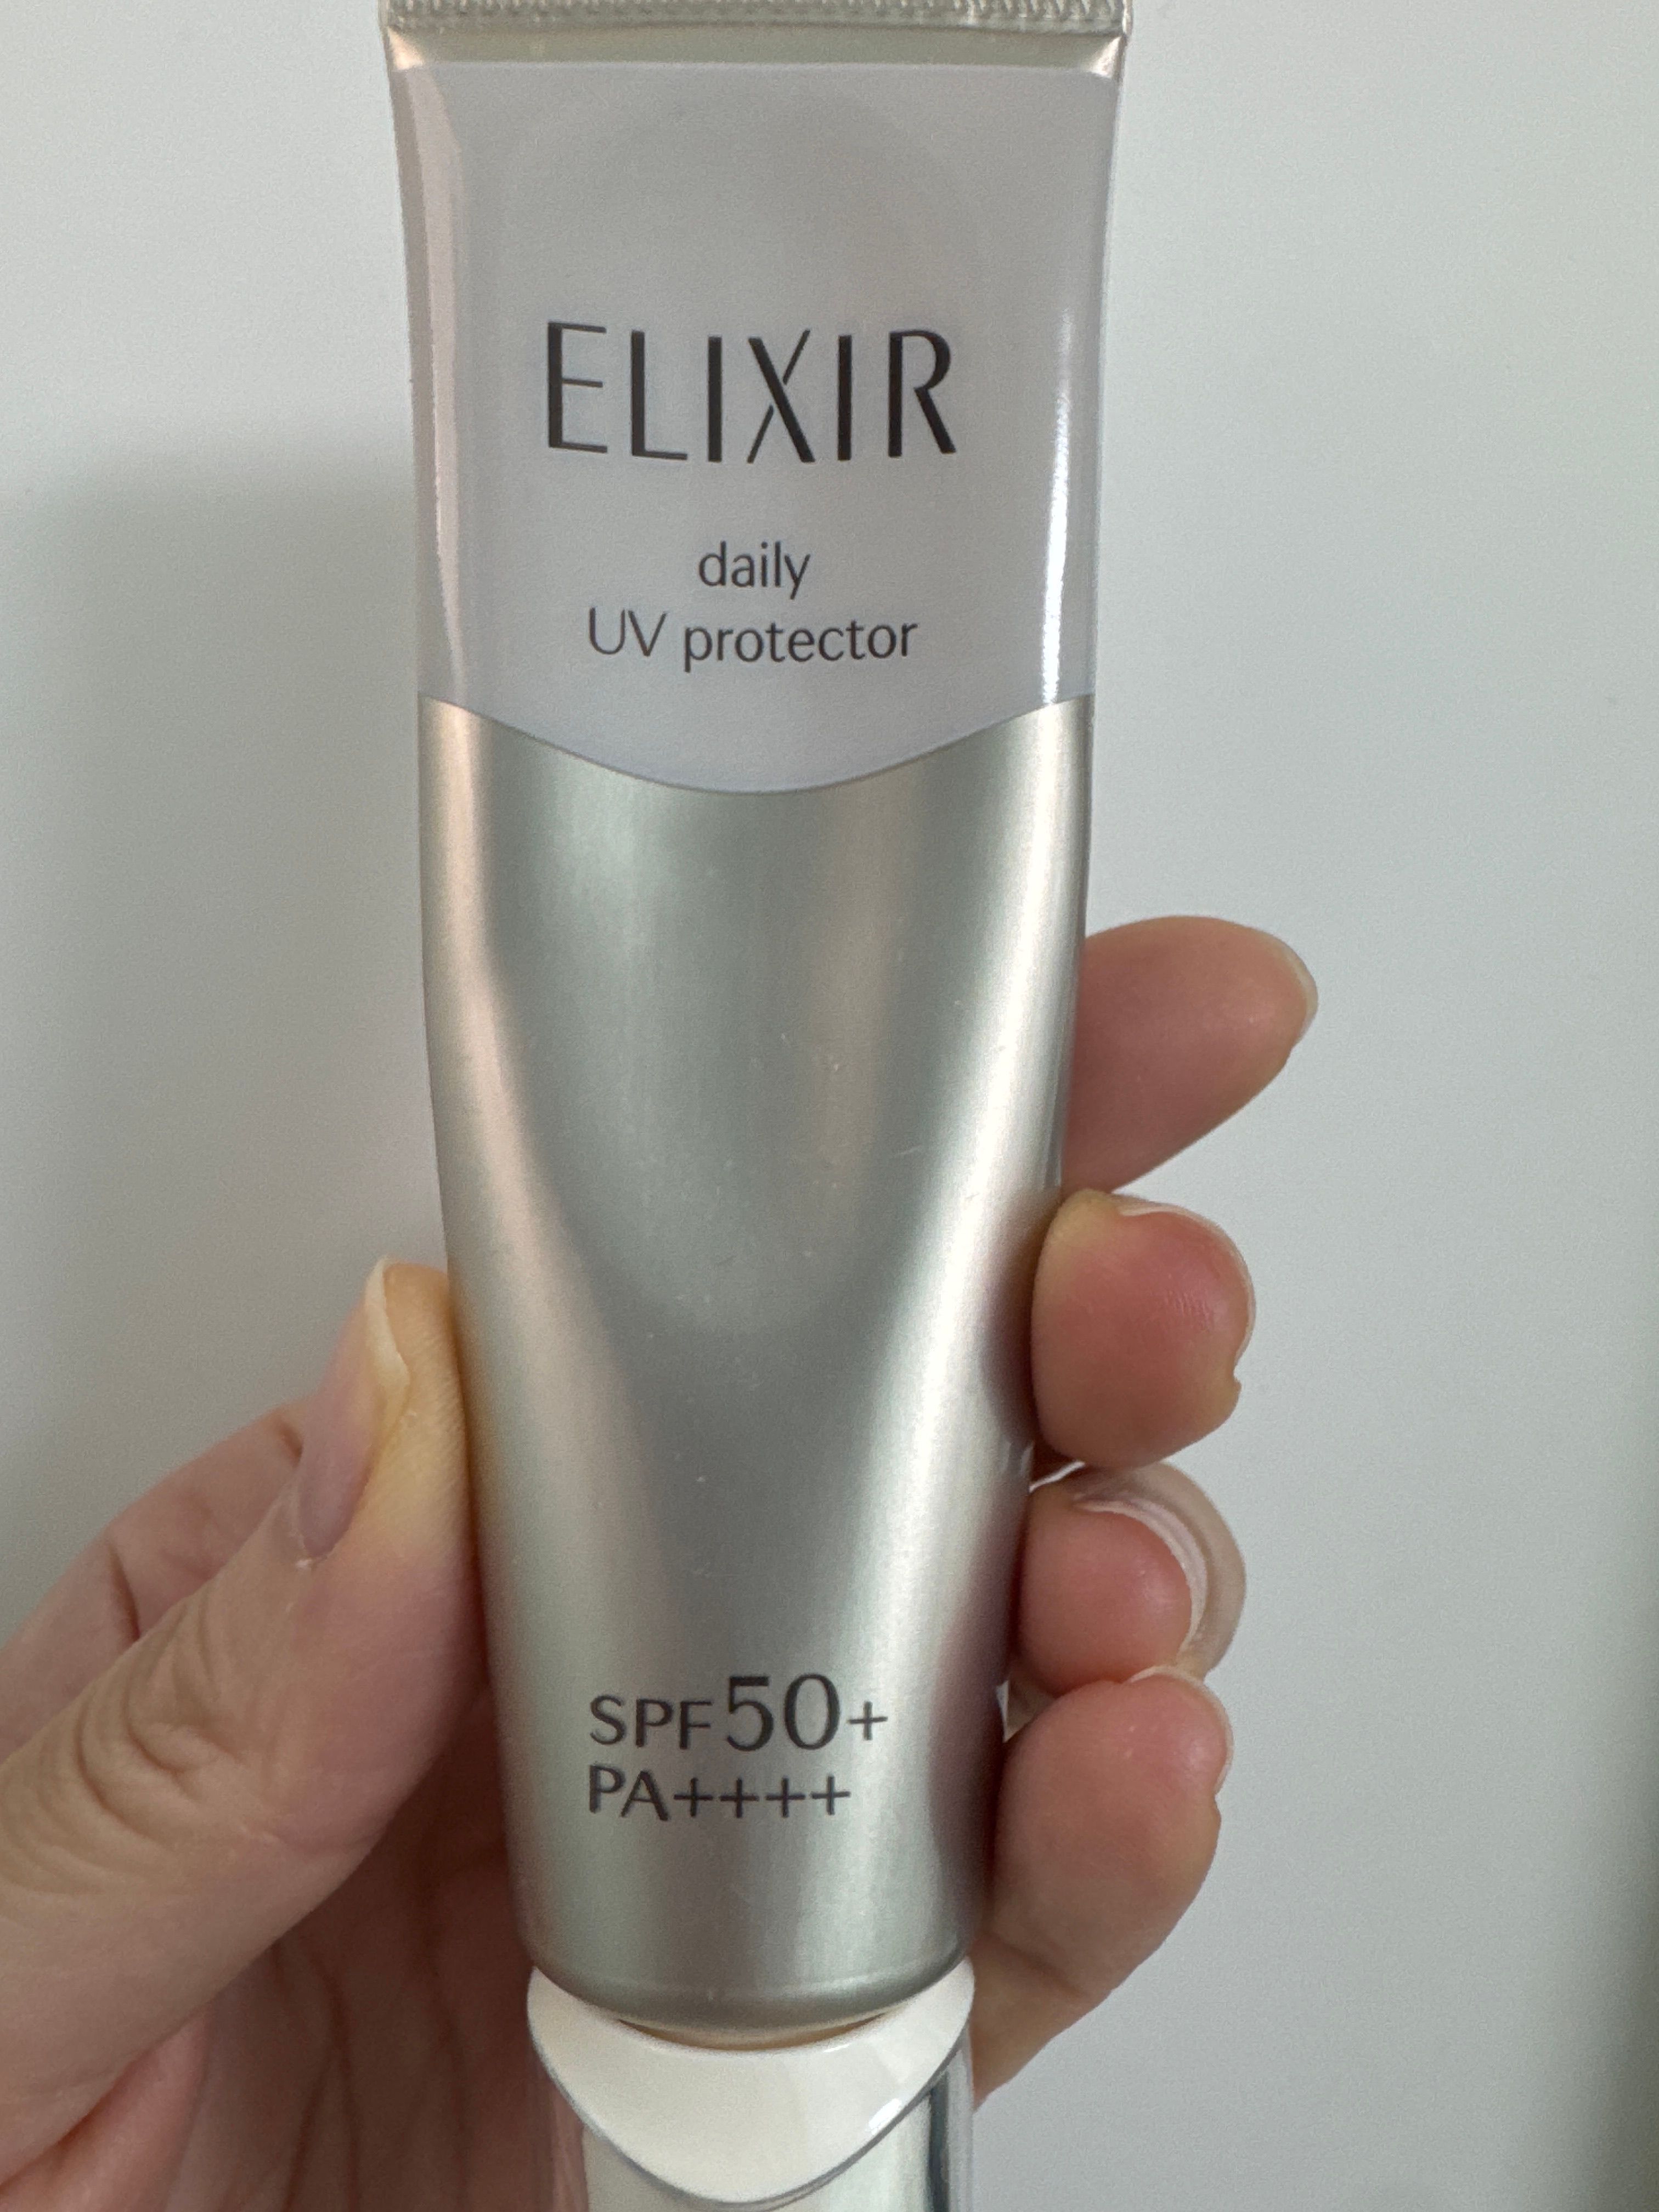 ELIXIR
daily
UV protector
SPF50+
PA++++